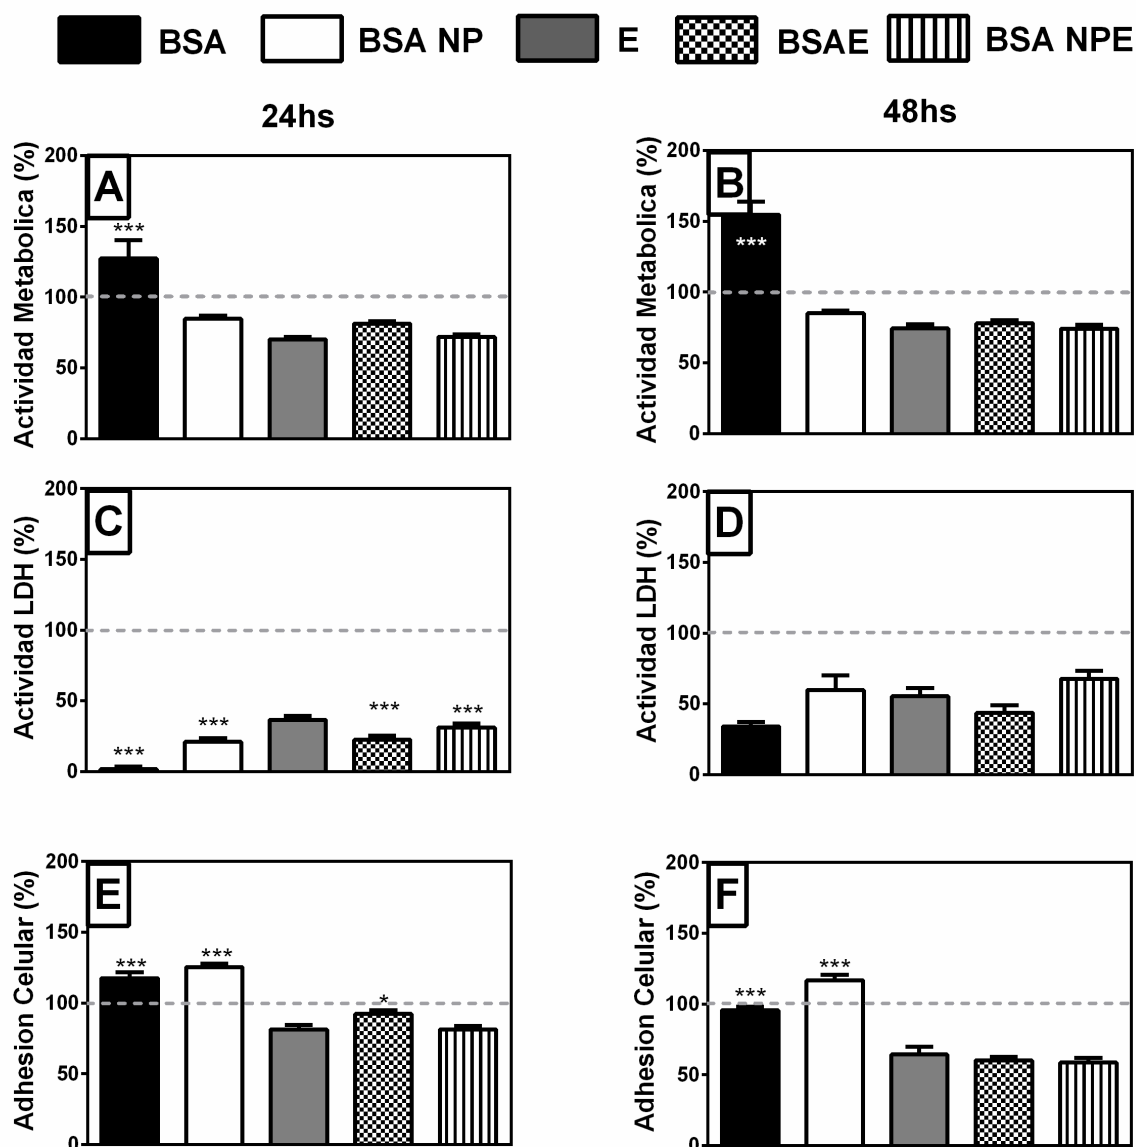 BSA BSA NP E BSAE BSA NPE
24hs 48hs
Actividad Metabolica (%)
200
150
100
50
0
A
***
Actividad Metabolica (%)
200
150
100
50
0
B
***
Actividad LDH (%)
200
150
100
50
0
C
*** *** *** ***
Actividad LDH (%)
200
150
100
50
0
D
Adhesion Celular (%)
200
150
100
50
0
E
*** *** *
Adhesion Celular (%)
200
150
100
50
0
F
*** ***